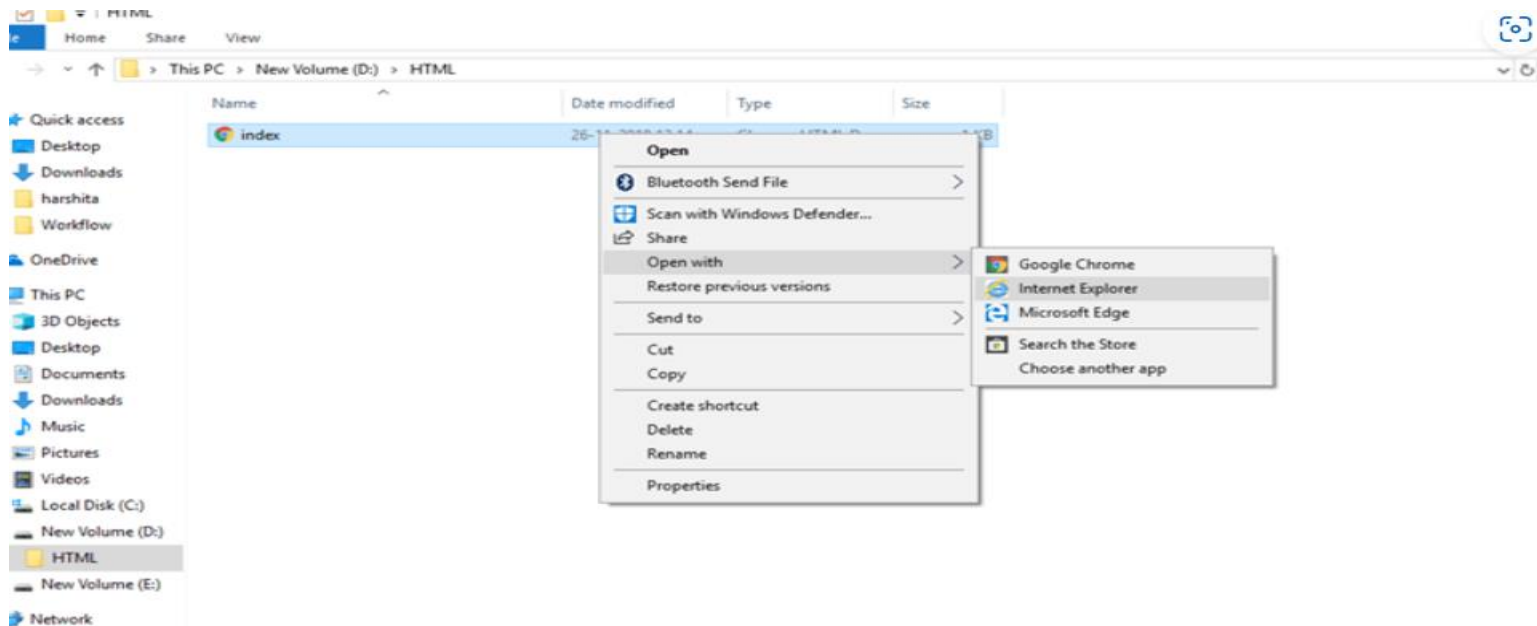 HTML
Home Share View
This PC > New Volume (D:) > HTML
Name Date modified Type Size
Quick access
index
Desktop
Downloads
harshita
Workflow
OneDrive
This PC
3D Objects
Desktop
Documents
Downloads
Music
Pictures
Videos
Local Disk (C:)
New Volume (D:)
HTML
New Volume (E:)
Network
Open
Bluetooth Send File
Scan with Windows Defender...
Share
Open with
Restore previous versions
Send to
Cut
Copy
Create shortcut
Delete
Rename
Properties
Google Chrome
Internet Explorer
Microsoft Edge
Search the Store
Choose another app